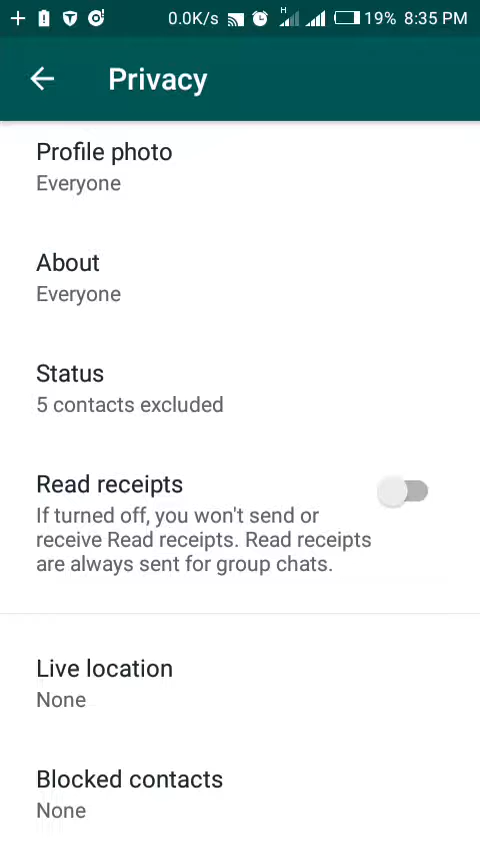 0.0K/s H 19% 8:35 PM
Privacy
Profile photo
Everyone
About
Everyone
Status
5 contacts excluded
Read receipts
If turned off, you won't send or
receive Read receipts. Read receipts
are always sent for group chats.
Live location
None
Blocked contacts
None